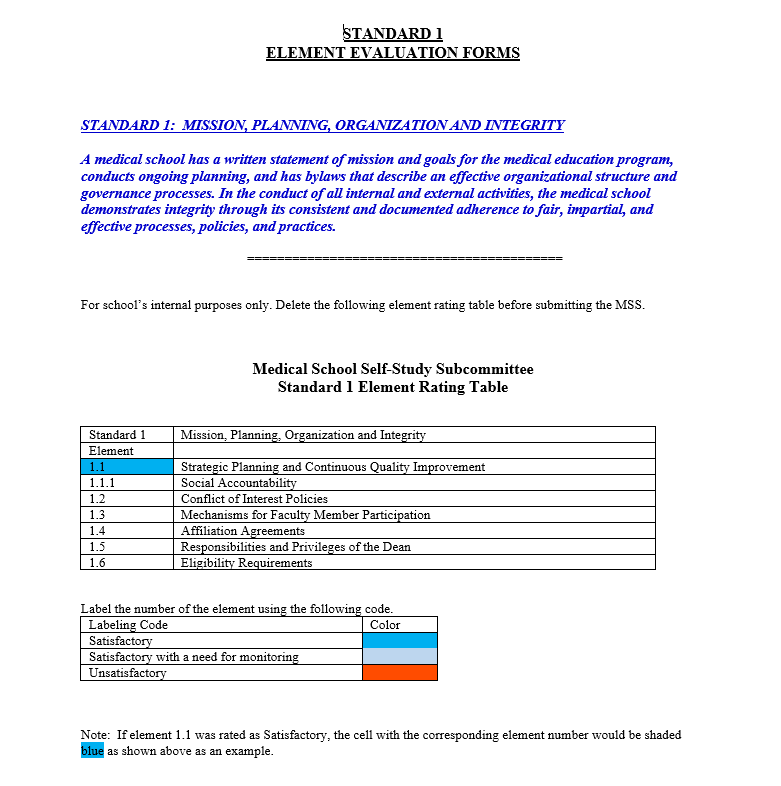 STANDARD 1
ELEMENT EVALUATION FORMS
STANDARD 1:  MISSION, PLANNING, ORGANIZATION AND INTEGRITY
A medical school has a written statement of mission and goals for the medical education program,
conducts ongoing planning, and has bylaws that describe an effective organizational structure and
governance processes. In the conduct of all internal and external activities, the medical school
demonstrates integrity through its consistent and documented adherence to fair, impartial, and
effective processes, policies, and practices.
==========================================
For school's internal purposes only. Delete the following element rating table before submitting the MSS.
Medical School Self-Study Subcommittee
Standard 1 Element Rating Table
Standard 1 Mission, Planning, Organization and Integrity
Element
1.1 Strategic Planning and Continuous Quality Improvement
1.1.1 Social Accountability
1.2 Conflict of Interest Policies
1.3 Mechanisms for Faculty Member Participation
1.4 Affiliation Agreements
1.5 Responsibilities and Privileges of the Dean
1.6 Eligibility Requirements
Label the number of the element using the following code.
Labeling Code Color
Satisfactory
Satisfactory with a need for monitoring
Unsatisfactory
Note:  If element 1.1 was rated as Satisfactory, the cell with the corresponding element number would be shaded
blue as shown above as an example.